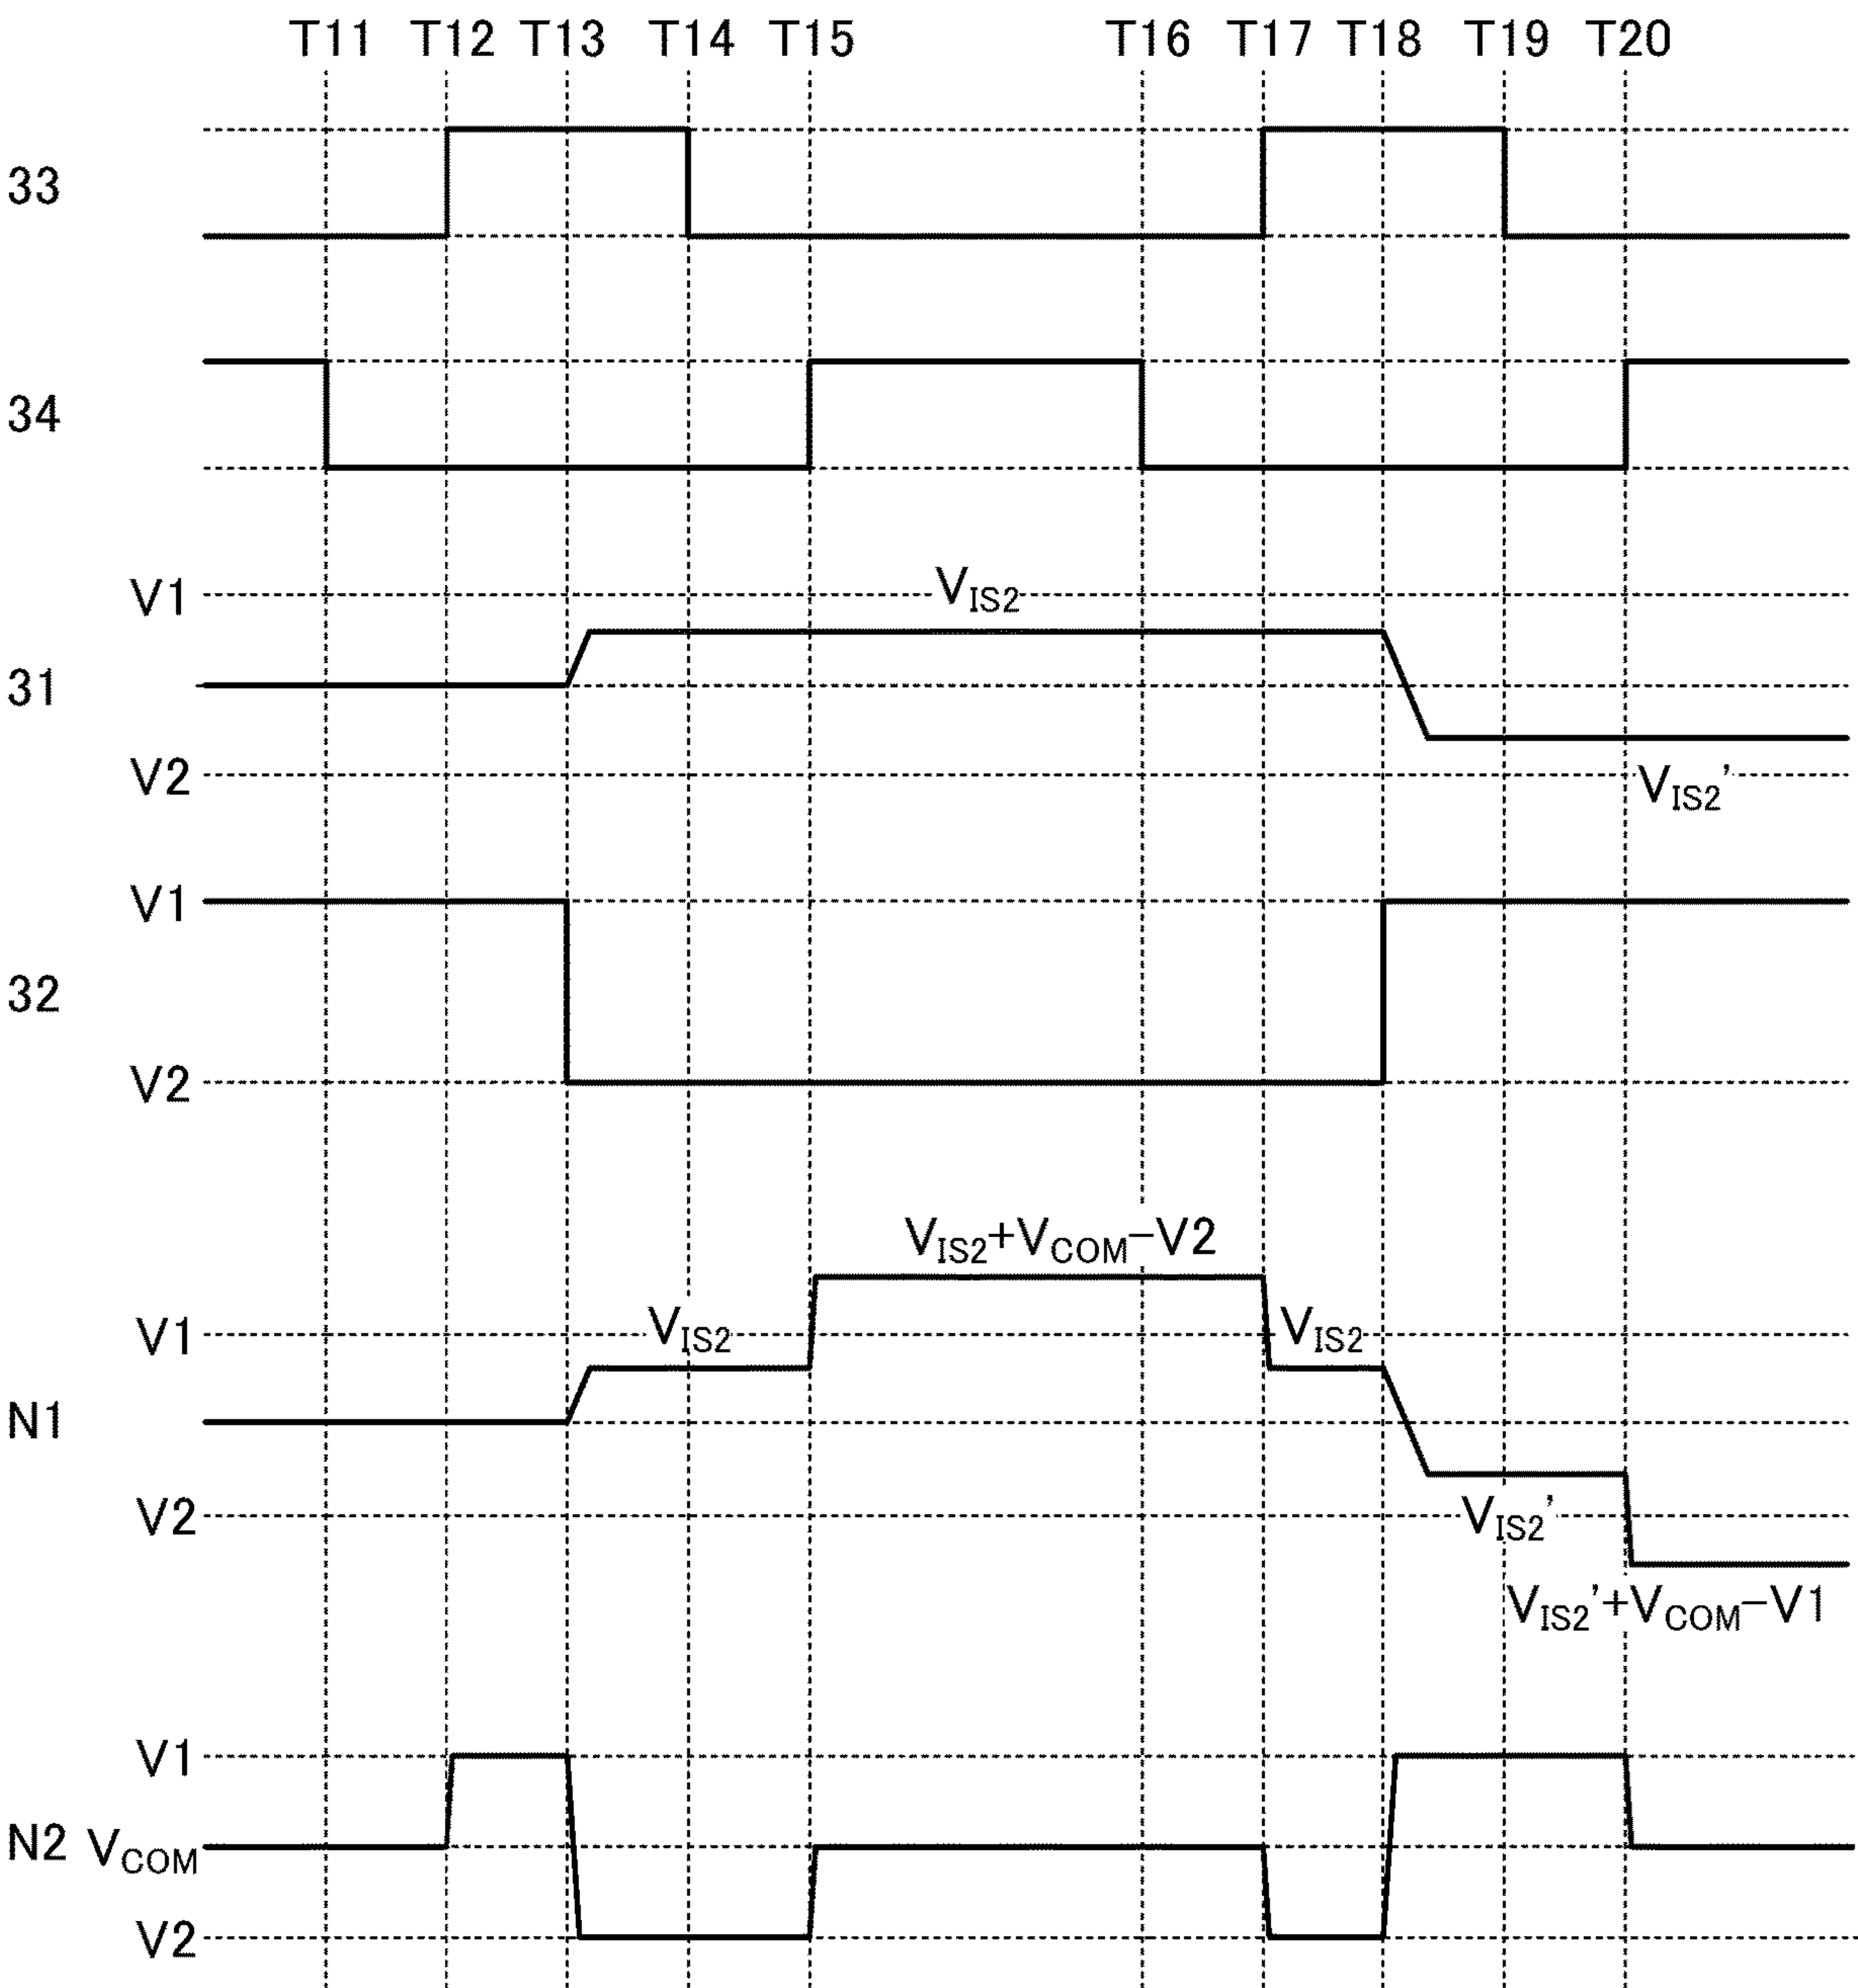 T11 T12 T13 T14 T15 T16 T17 T18 T19 T20
33
34
V1
VIS2
31
V2
VIS2'
V1
32
V2
VIS2+VCOM−V2
V1
VIS2
VIS2
N1
V2
VIS2'
VIS2'+VCOM−V1
V1
N2 VCOM
V2